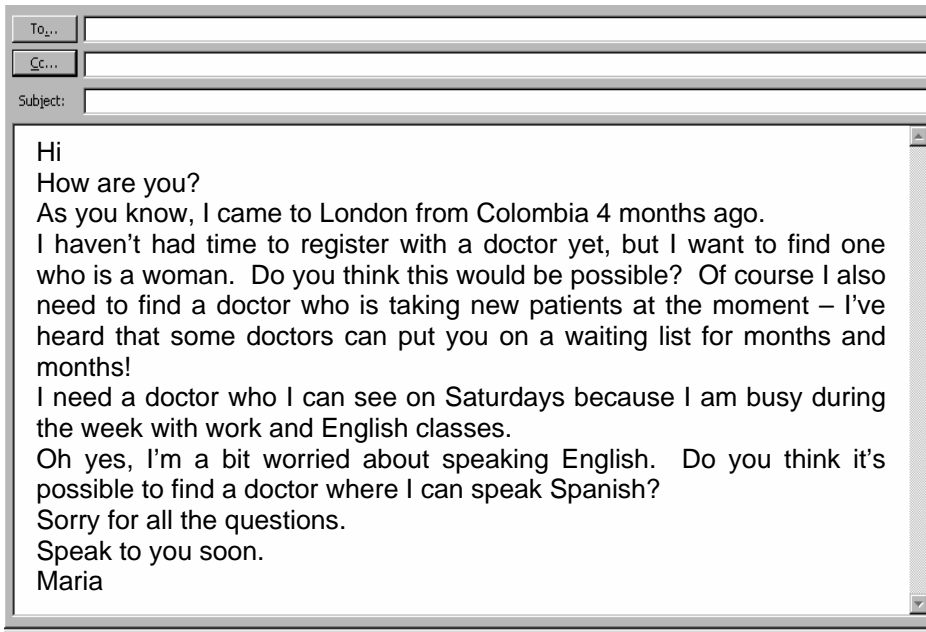 To...
Cc...
Subject:
Hi
How are you?
As you know, I came to London from Colombia 4 months ago.
I haven't had time to register with a doctor yet, but I want to find one
who is a woman.  Do you think this would be possible?  Of course I also
need to find a doctor who is taking new patients at the moment – I've
heard that some doctors can put you on a waiting list for months and
months!
I need a doctor who I can see on Saturdays because I am busy during
the week with work and English classes.
Oh yes, I'm a bit worried about speaking English.  Do you think it's
possible to find a doctor where I can speak Spanish?
Sorry for all the questions.
Speak to you soon.
Maria